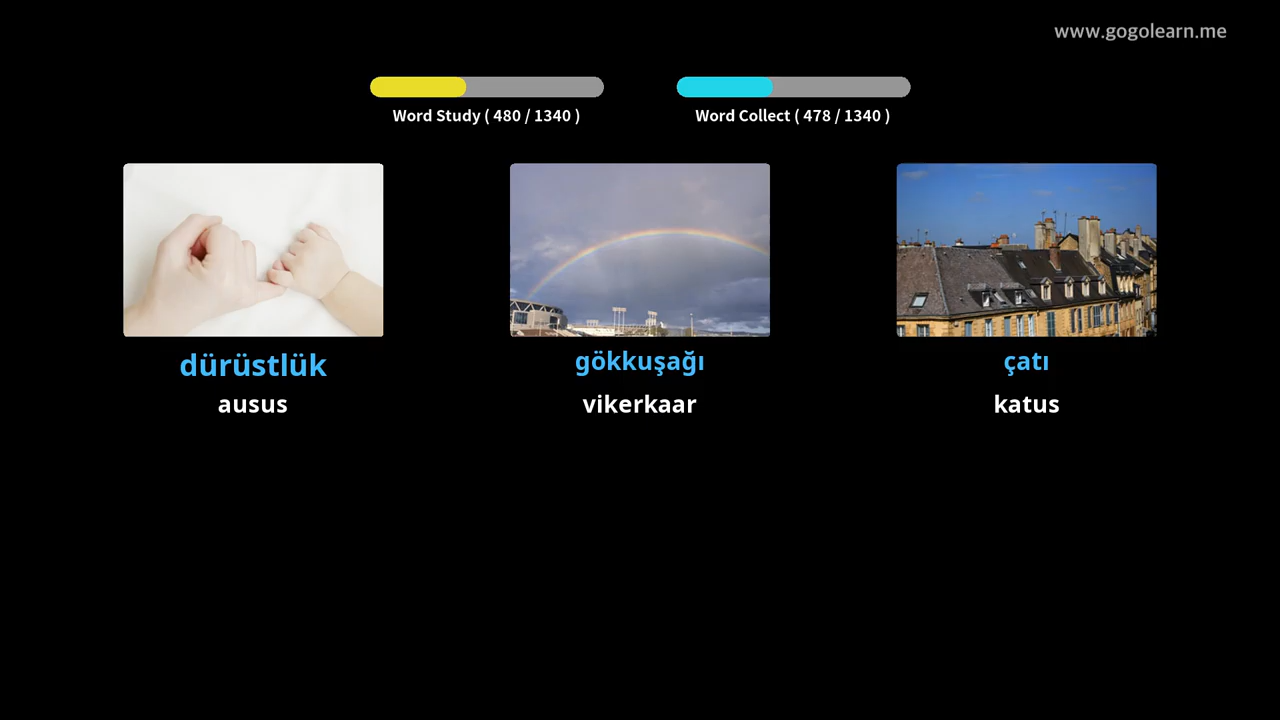 www.gogolearn.me
Word Study ( 480 / 1340 )
Word Collect ( 478 / 1340 )
dürüstlük
gökkuşağı
çatı
ausus
vikerkaar
katus